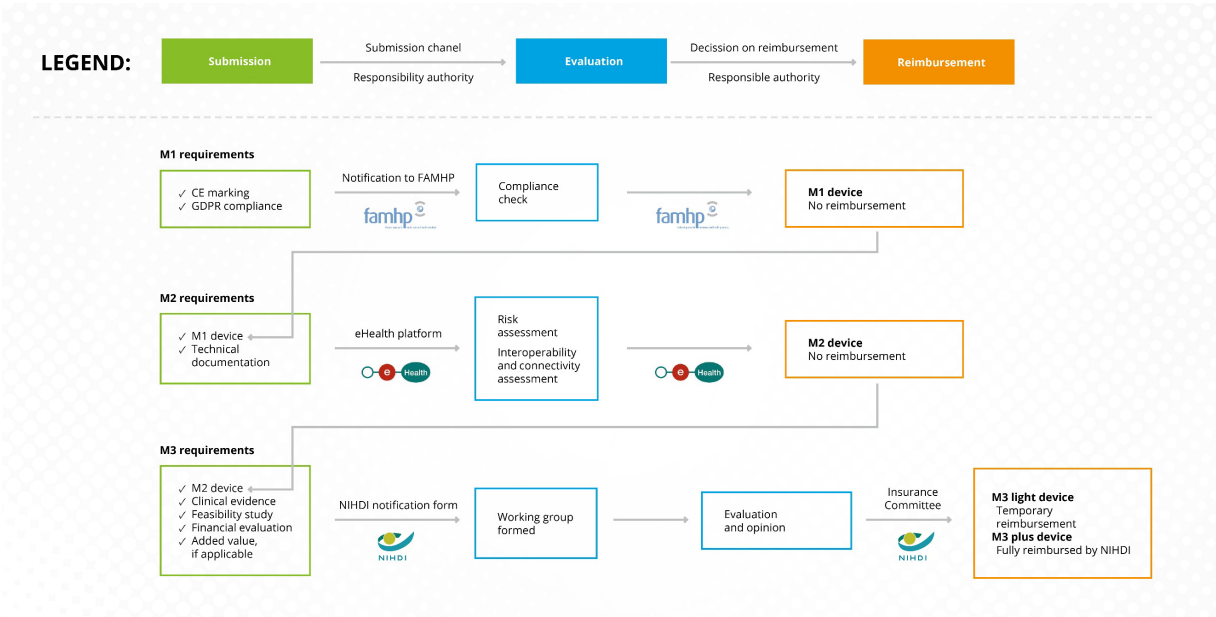 LEGEND:
Submission
Submission chanel
Responsibility authority
Evaluation
Decission on reimbursement
Responsible authority
Reimbursement
M1 requirements
✓ CE marking
✓ GDPR compliance
Notification to FAMHP
famhp
Compliance
check
famhp
M1 device
No reimbursement
M2 requirements
✓ M1 device
✓ Technical
documentation
eHealth platform
e Health
Risk
assessment
Interoperability
and connectivity
assessment
e Health
M2 device
No reimbursement
M3 requirements
✓ M2 device
✓ Clinical evidence
✓ Feasibility study
✓ Financial evaluation
✓ Added value,
if applicable
NIHDI notification form
NIHDI
Working group
formed
Evaluation
and opinion
Insurance
Committee
NIHDI
M3 light device
Temporary
reimbursement
M3 plus device
Fully reimbursed by NIHDI